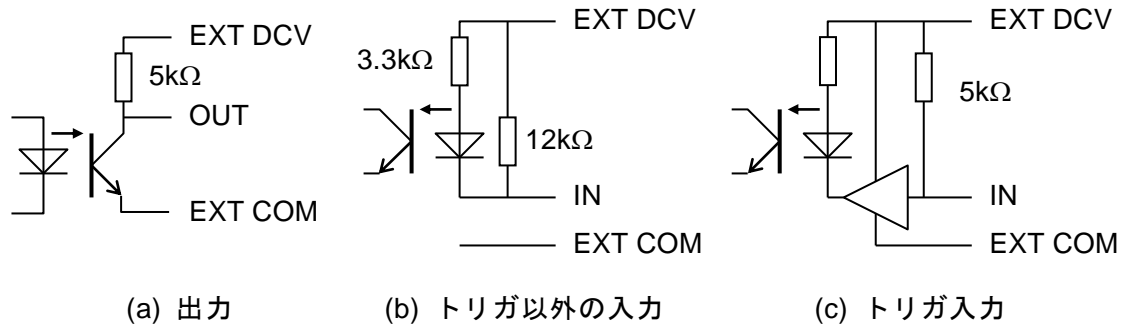 EXT DCV
5kΩ
OUT
EXT COM
(a) 出力
EXT DCV
3.3kΩ
12kΩ
IN
EXT COM
(b) トリガ以外の入力
EXT DCV
5kΩ
IN
EXT COM
(c) トリガ入力